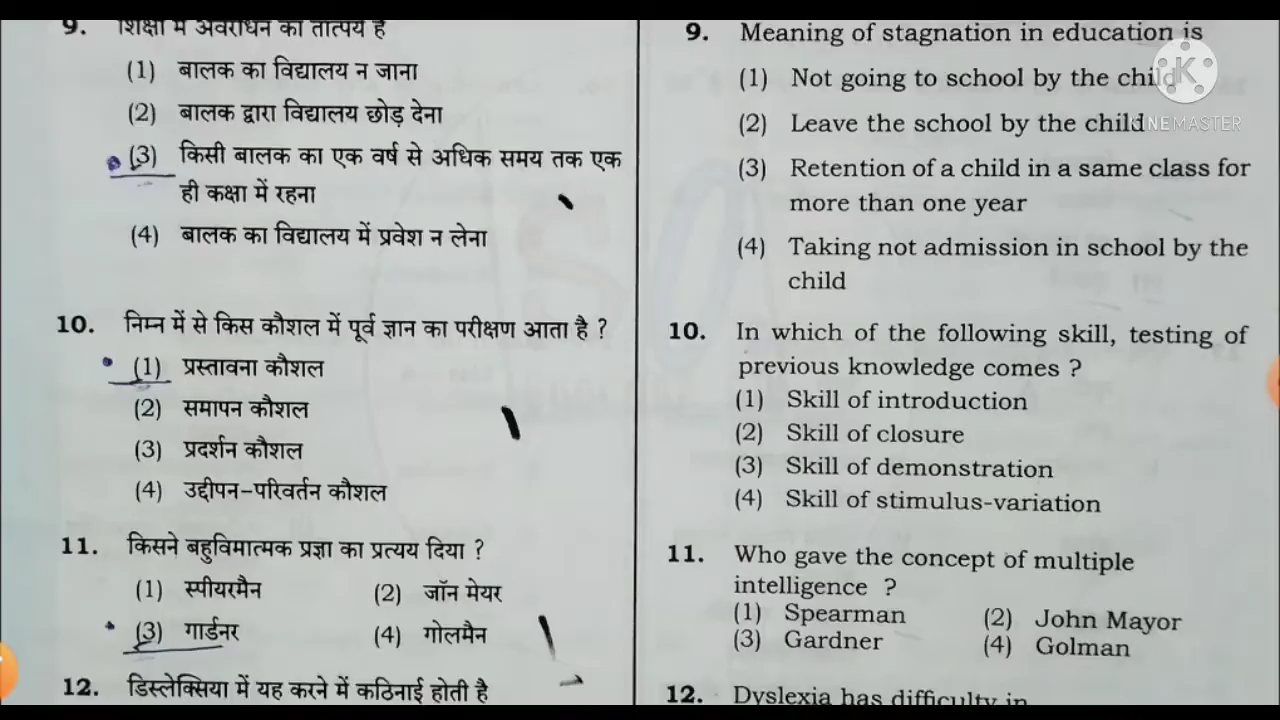 9. शिक्षा में अवरोधन का तात्पर्य है
(1) बालक का विद्यालय न जाना
(2) बालक द्वारा विद्यालय छोड़ देना
(3) किसी बालक का एक वर्ष से अधिक समय तक एक
ही कक्षा में रहना
(4) बालक का विद्यालय में प्रवेश न लेना
10. निम्न में से किस कौशल में पूर्व ज्ञान का परीक्षण आता है ?
(1) प्रस्तावना कौशल
(2) समापन कौशल
(3) प्रदर्शन कौशल
(4) उद्दीपन-परिवर्तन कौशल
11. किसने बहुविमात्मक प्रज्ञा का प्रत्यय दिया ?
(1) स्पीयरमैन (2) जॉन मेयर
(3) गार्डनर (4) गोलमैन
12. डिस्लेक्सिया में यह करने में कठिनाई होती है
9. Meaning of stagnation in education is
(1) Not going to school by the child
(2) Leave the school by the child
(3) Retention of a child in a same class for
more than one year
(4) Taking not admission in school by the
child
10. In which of the following skill, testing of
previous knowledge comes ?
(1) Skill of introduction
(2) Skill of closure
(3) Skill of demonstration
(4) Skill of stimulus-variation
11. Who gave the concept of multiple
intelligence ?
(1) Spearman (2) John Mayor
(3) Gardner (4) Golman
12. Dyslexia has difficulty in
K
NEMASTER